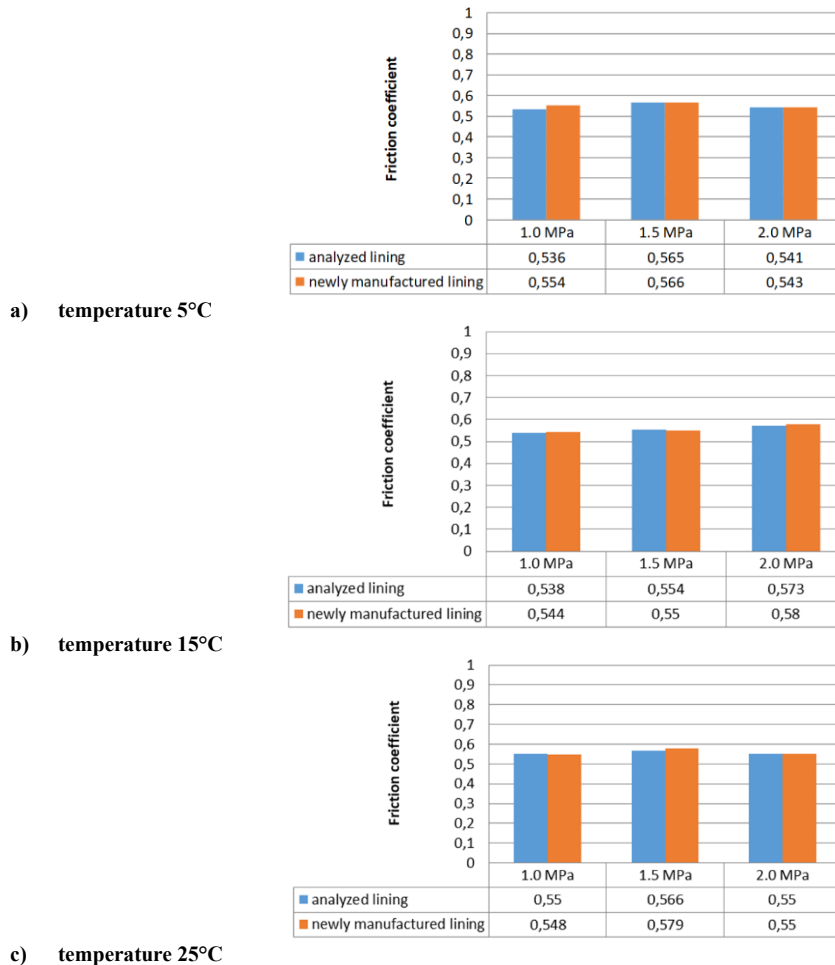 Friction coefficient
1
0,9
0,8
0,7
0,6
0,5
0,4
0,3
0,2
0,1
0
1.0 MPa 1.5 MPa 2.0 MPa
analyzed lining 0,536 0,565 0,541
newly manufactured lining 0,554 0,566 0,543
a) temperature 5°C
Friction coefficient
1
0,9
0,8
0,7
0,6
0,5
0,4
0,3
0,2
0,1
0
1.0 MPa 1.5 MPa 2.0 MPa
analyzed lining 0,538 0,554 0,573
newly manufactured lining 0,544 0,55 0,58
b) temperature 15°C
Friction coefficient
1
0,9
0,8
0,7
0,6
0,5
0,4
0,3
0,2
0,1
0
1.0 MPa 1.5 MPa 2.0 MPa
analyzed lining 0,55 0,566 0,55
newly manufactured lining 0,548 0,579 0,55
c) temperature 25°C